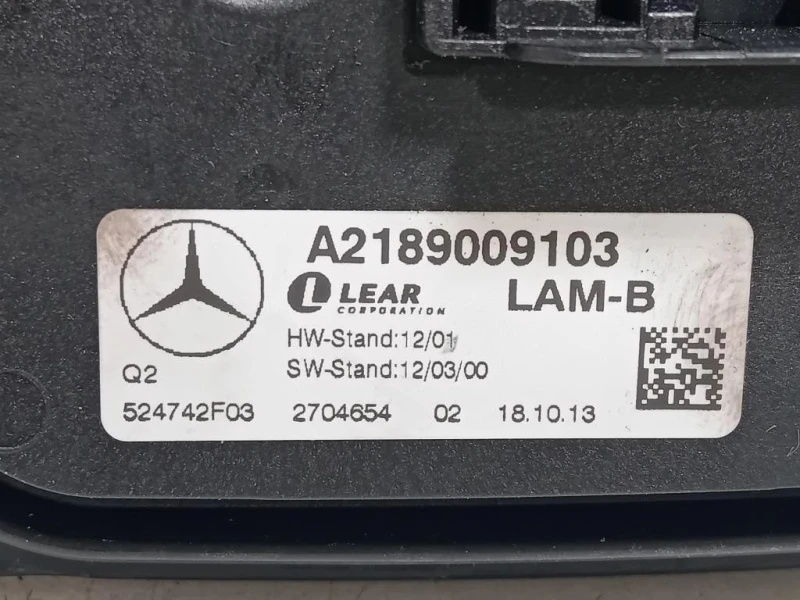 A2189009103
LEAR
CORPORATION
LAM-B
HW-Stand:12/01
Q2
SW-Stand:12/03/00
524742F03 2704654 02 18.10.13